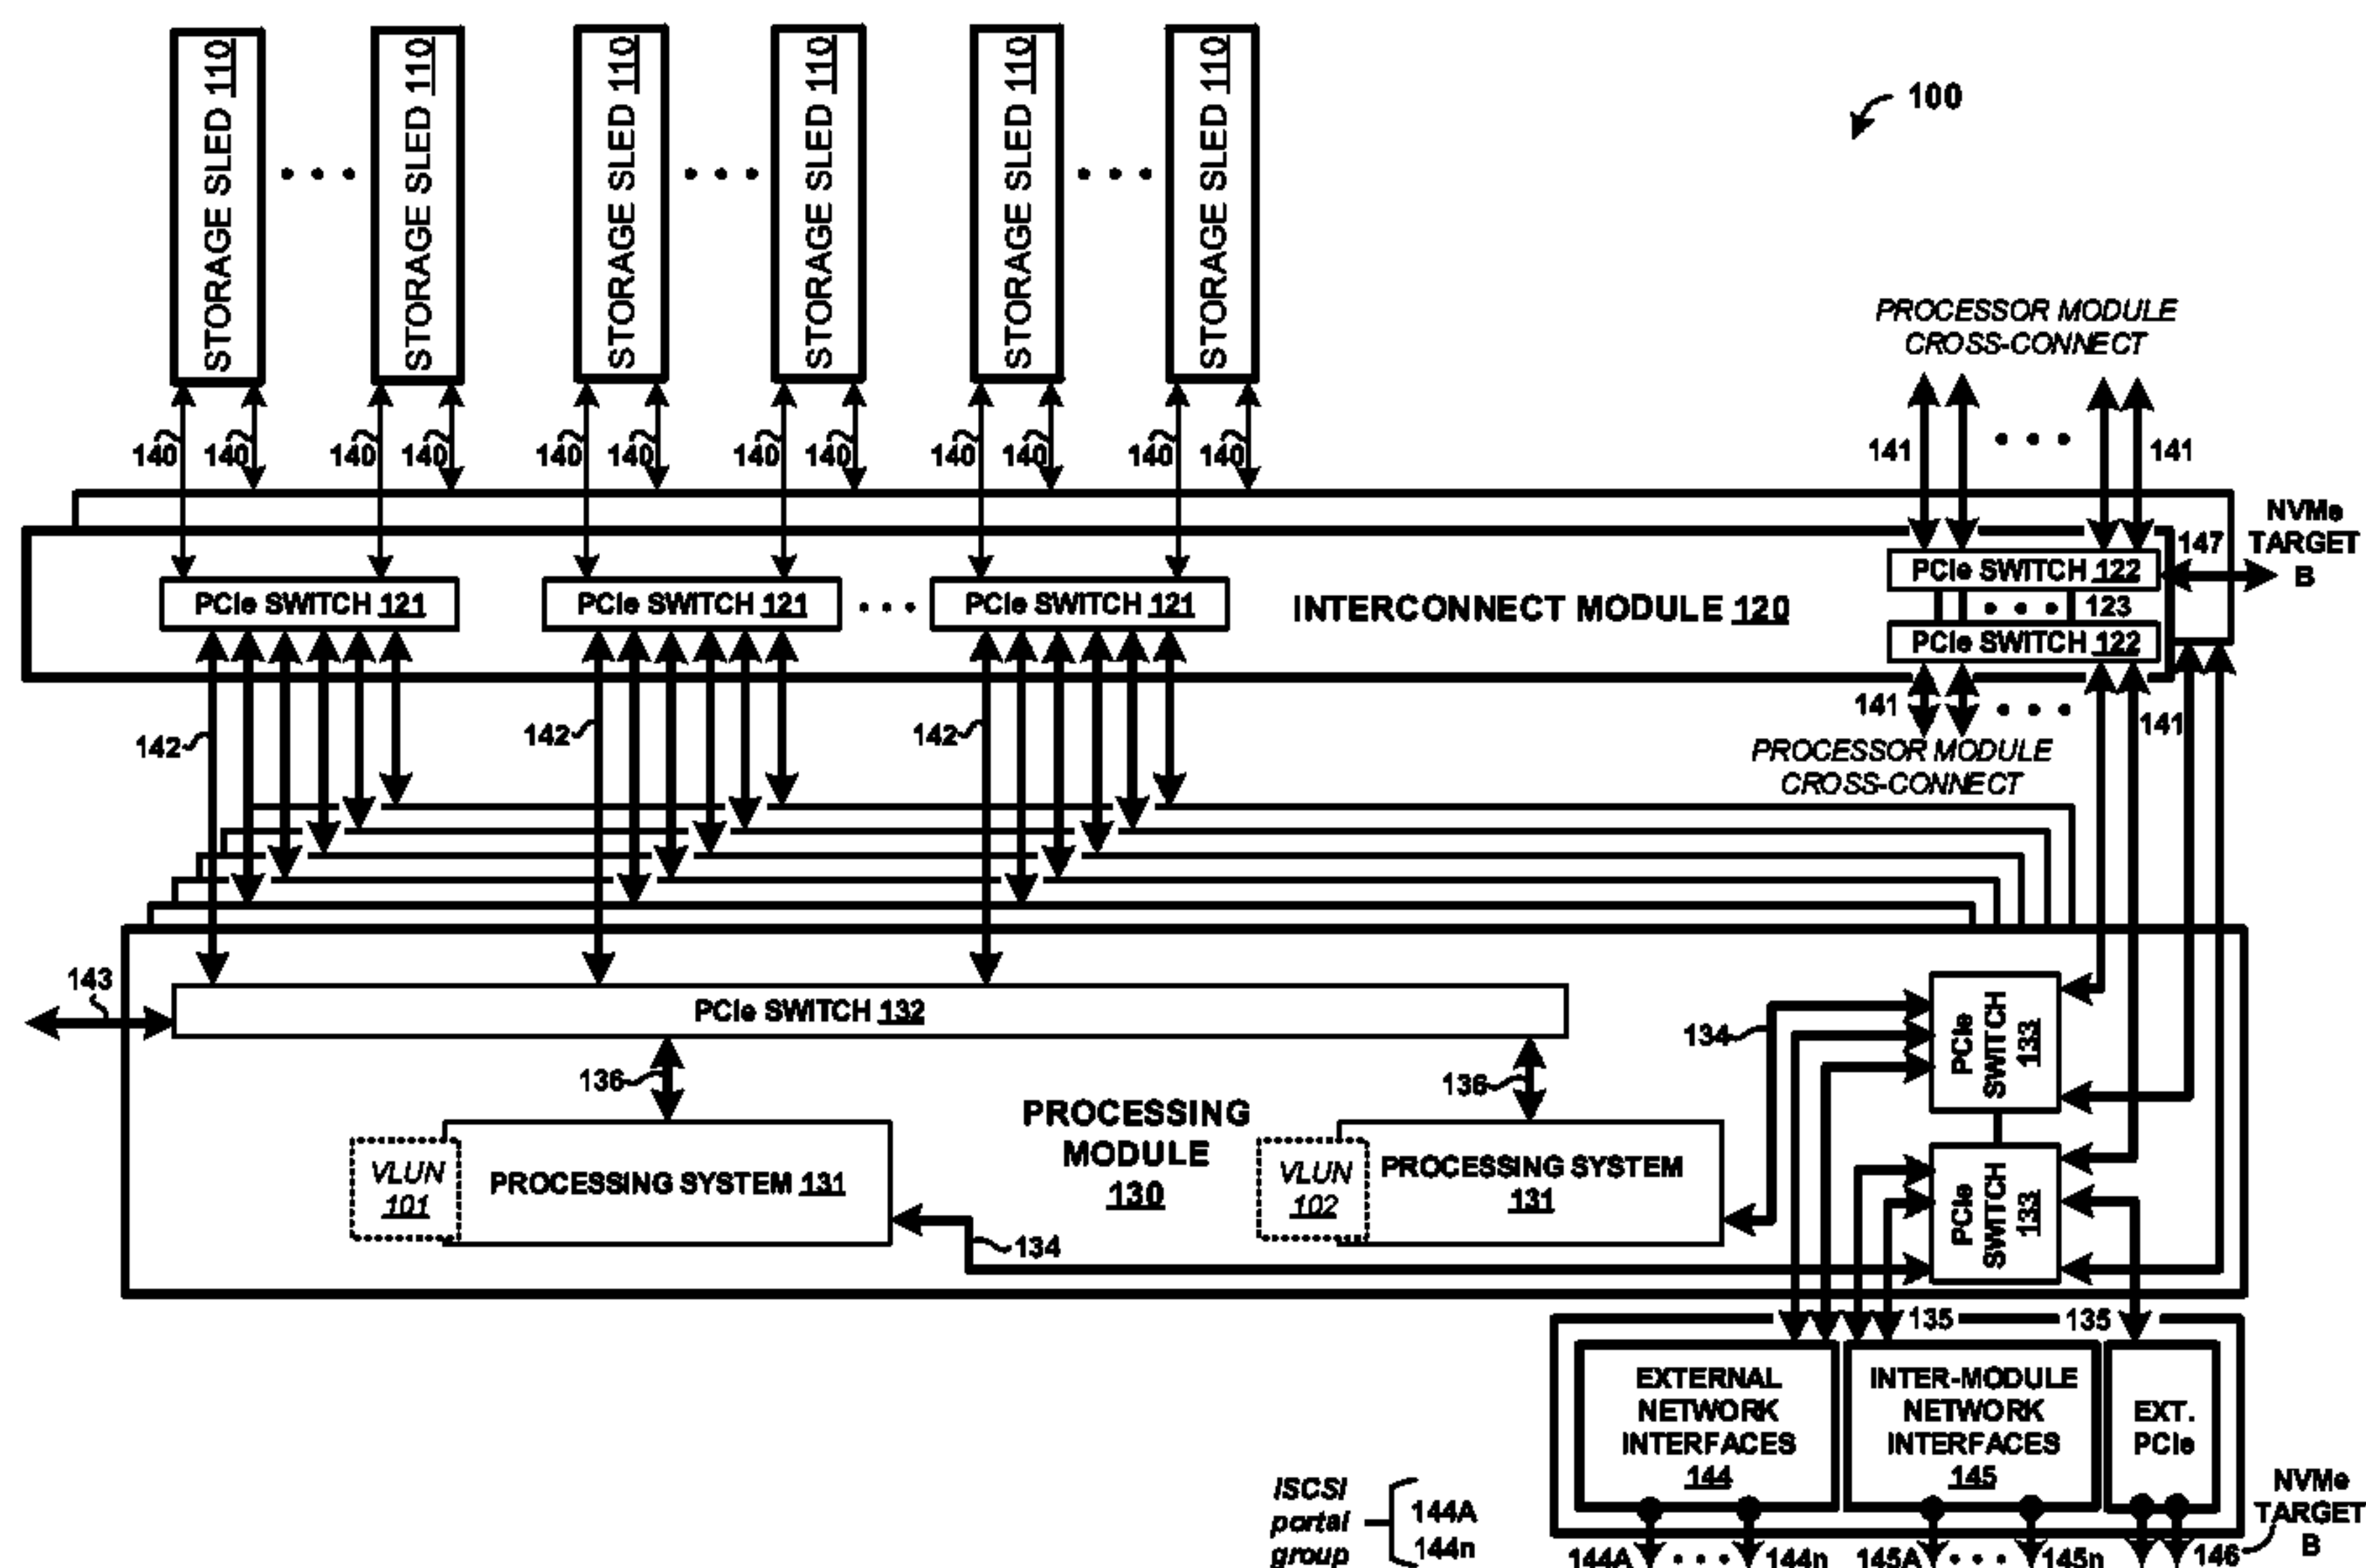 STORAGE SLED 110
STORAGE SLED 110
STORAGE SLED 110
STORAGE SLED 110
STORAGE SLED 110
STORAGE SLED 110
100
PROCESSOR MODULE
CROSS-CONNECT
140 140 140 140 140 140 140 140 140 140 140 140
141 141
NVMe
TARGET
B
147
PCIe SWITCH 121
PCIe SWITCH 121
PCIe SWITCH 121
INTERCONNECT MODULE 120
PCIe SWITCH 122
123
PCIe SWITCH 122
141 141
142 142 142
PROCESSOR MODULE
CROSS-CONNECT
143
PCIe SWITCH 132
134
PCIe
SWITCH
133
136 136
PROCESSING
MODULE
130
VLUN
101
PROCESSING SYSTEM 131
VLUN
102
PROCESSING SYSTEM
131
PCIe
SWITCH
133
134
135 135
EXTERNAL
NETWORK
INTERFACES
144
INTER-MODULE
NETWORK
INTERFACES
145
EXT.
PCIe
iSCSI
portal
group
144A
144n
NVMe
TARGET
B
144A 144n 145A 145n 146